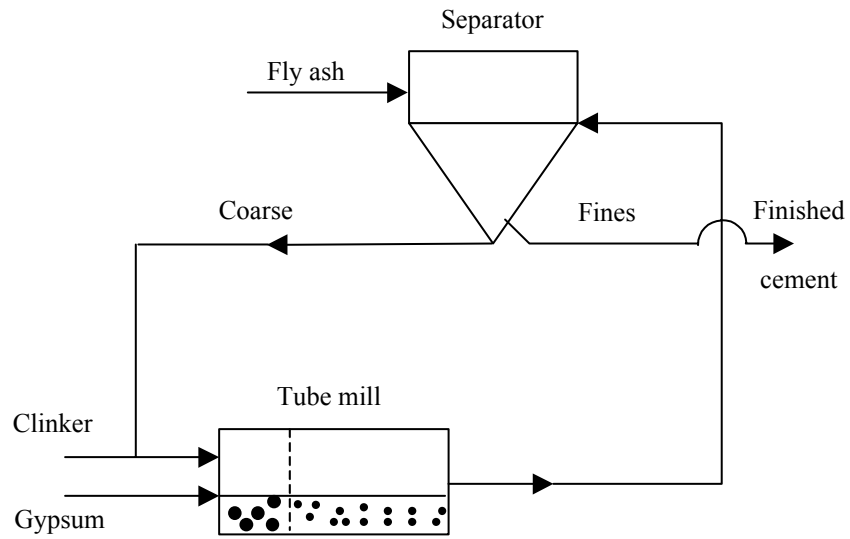 Separator
Fly ash
Coarse
Fines
Finished
cement
Tube mill
Clinker
Gypsum